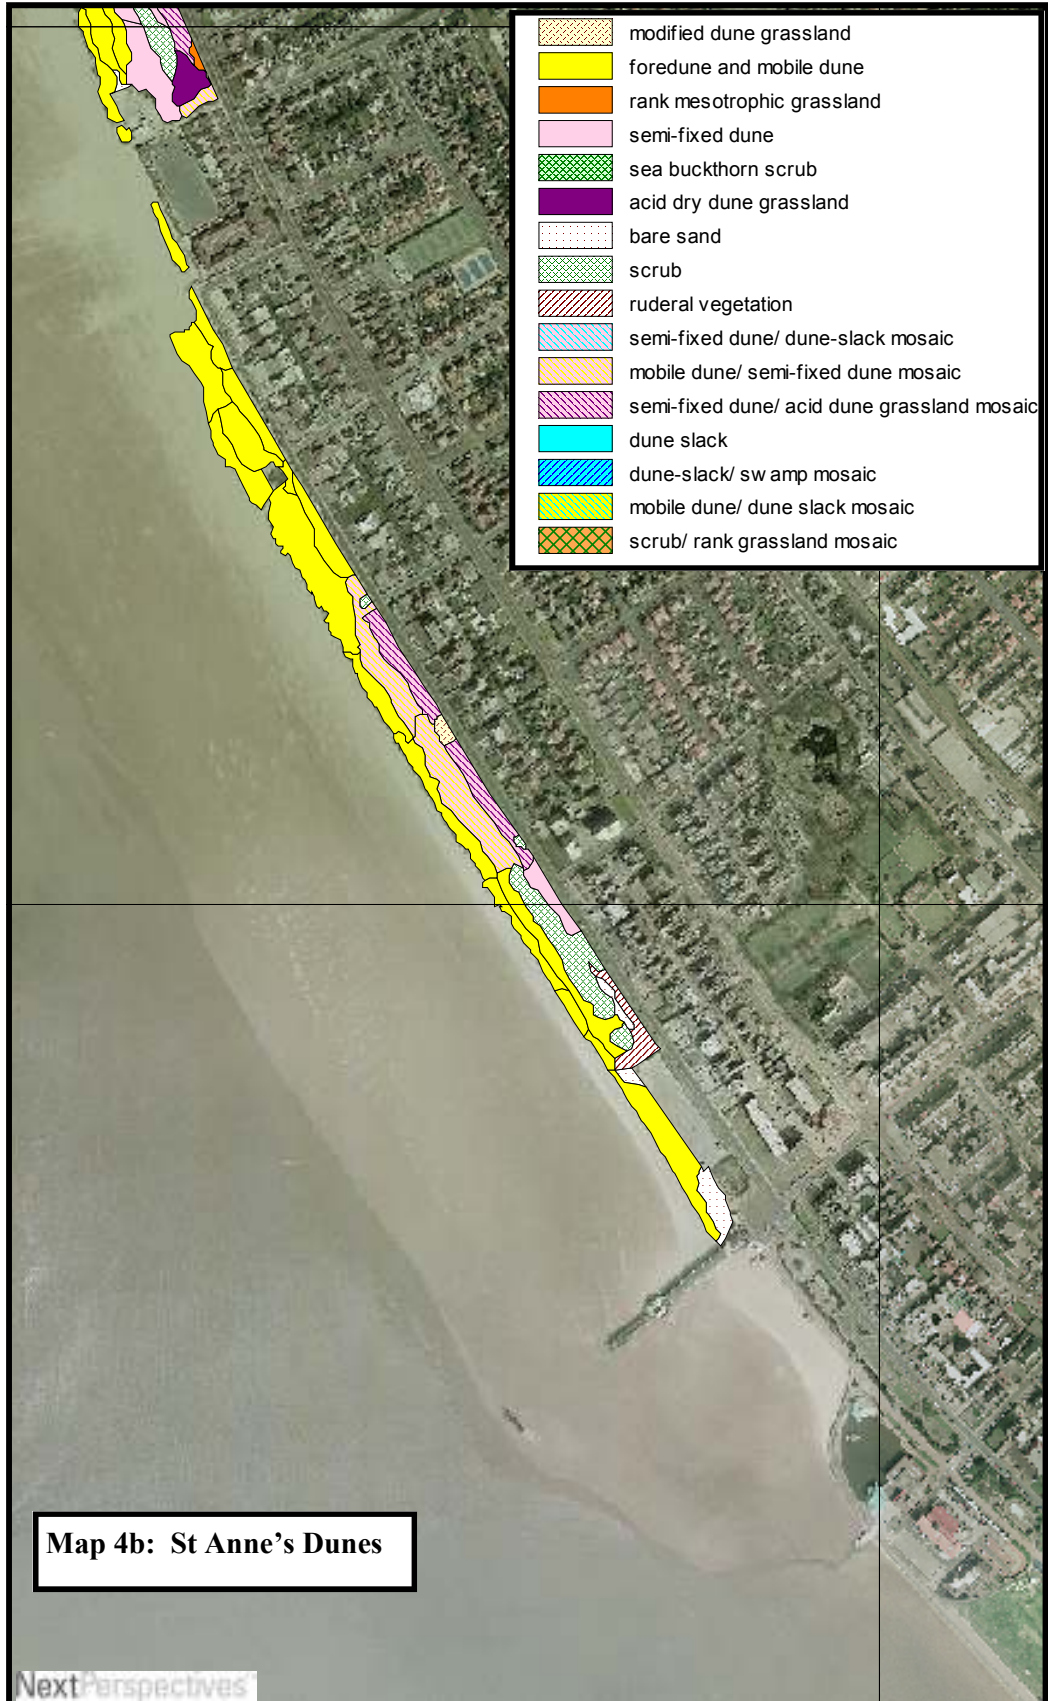 modified dune grassland
foredune and mobile dune
rank mesotrophic grassland
semi-fixed dune
sea buckthorn scrub
acid dry dune grassland
bare sand
scrub
ruderal vegetation
semi-fixed dune/ dune-slack mosaic
mobile dune/ semi-fixed dune mosaic
semi-fixed dune/ acid dune grassland mosaic
dune slack
dune-slack/ swamp mosaic
mobile dune/ dune slack mosaic
scrub/ rank grassland mosaic
Map 4b: St Anne’s Dunes
NextPerspectives